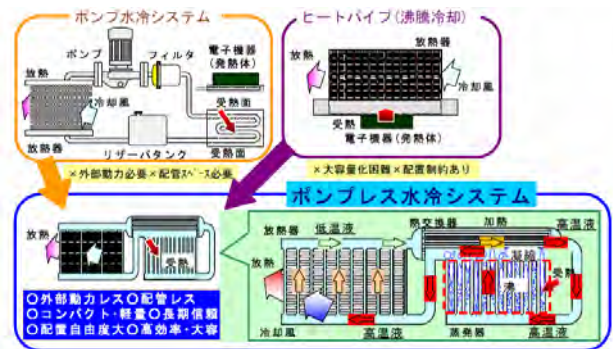 ポンプ水冷システム
ポンプ
フィルタ
電子機器
(発熱体)
放熱
冷却風
受熱面
放熱器
リザーバタンク
受熱面
×外部動力必要×配管スペース必要
ヒートパイプ(沸騰冷却)
放熱
放熱器
冷却風
受熱
電子機器(発熱体)
×大容量化困難×配置制約あり
ポンプレス水冷システム
放熱
受熱
○外部動力レス○配管レス
○コンパクト・軽量○長期信頼
○配置自由度大○高効率・大容
放熱器
低温液
熱交換器
加熱
高温液
放熱
凝縮
受熱
沸
冷却風
高温液
蒸発器
高温液